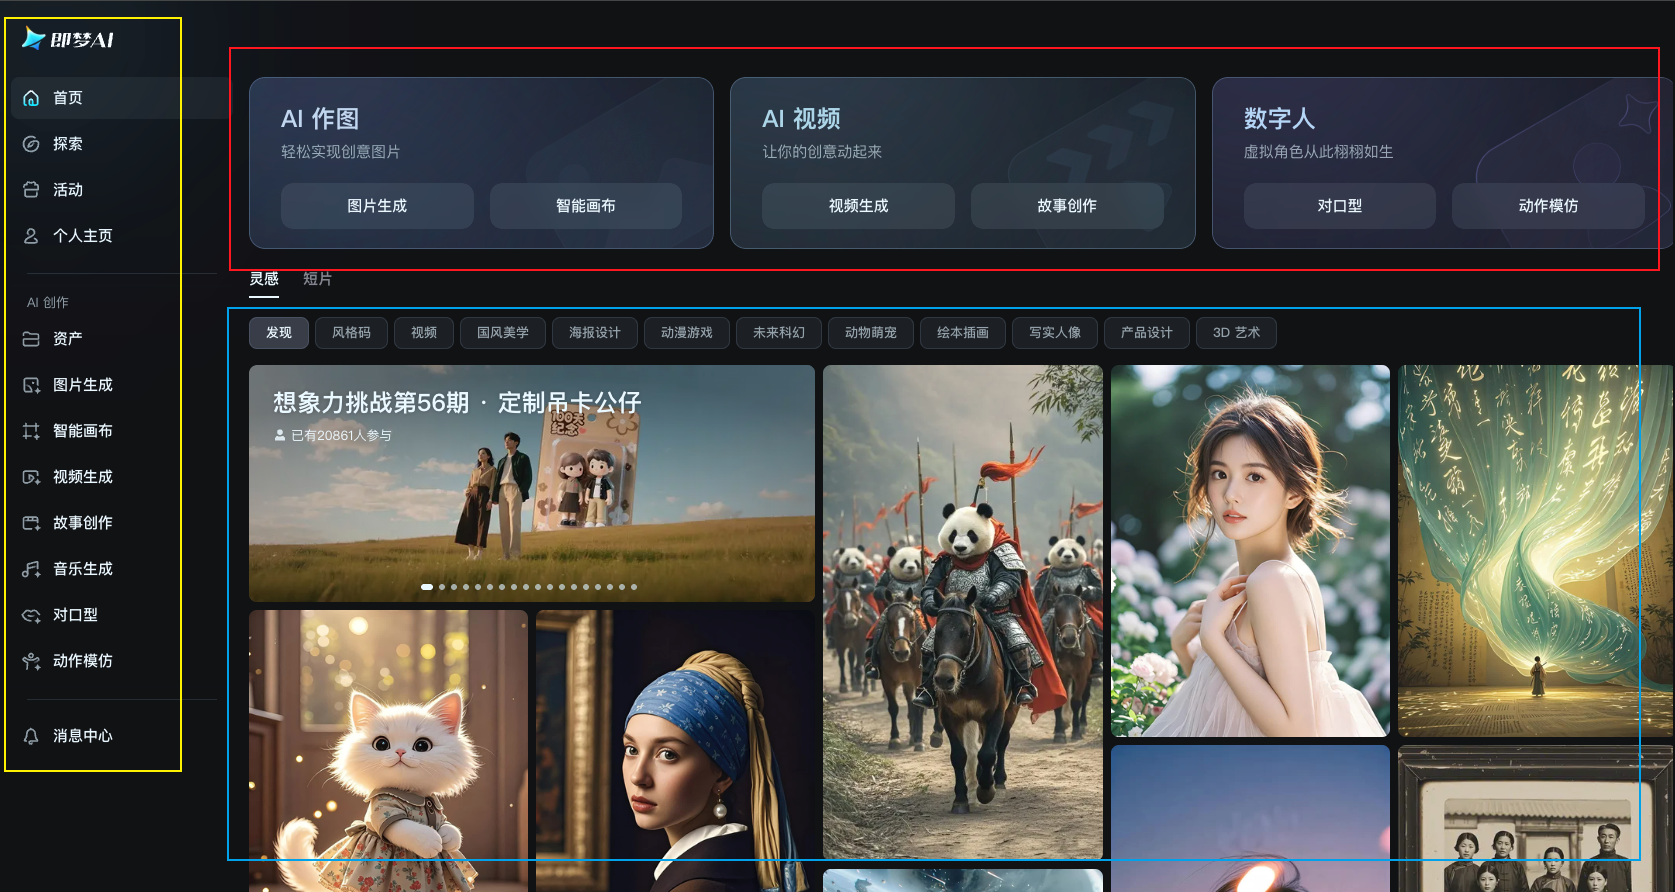 即梦AI
首页
探索
活动
个人主页
AI 创作
资产
图片生成
智能画布
视频生成
故事创作
音乐生成
对口型
动作模仿
消息中心
AI 作图
轻松实现创意图片
图片生成
智能画布
AI 视频
让你的创意动起来
视频生成
故事创作
数字人
虚拟角色从此栩栩如生
对口型
动作模仿
灵感
短片
发现
风格码
视频
国风美学
海报设计
动漫游戏
未来科幻
动物萌宠
绘本插画
写实人像
产品设计
3D 艺术
想象力挑战第56期 · 定制吊卡公仔
已有20861人参与
100天
纪念